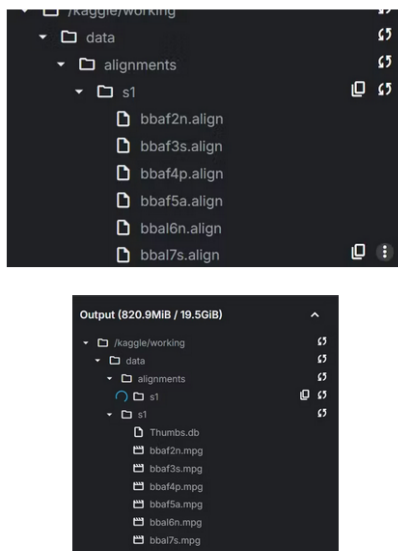 /kaggle/working
data
alignments
s1
bbaf2n.align
bbaf3s.align
bbaf4p.align
bbaf5a.align
bbal6n.align
bbal7s.align
Output (820.9MiB / 19.5GiB)
/kaggle/working
data
alignments
s1
s1
Thumbs.db
bbaf2n.mpg
bbaf3s.mpg
bbaf4p.mpg
bbaf5a.mpg
bbal6n.mpg
bbal7s.mpg